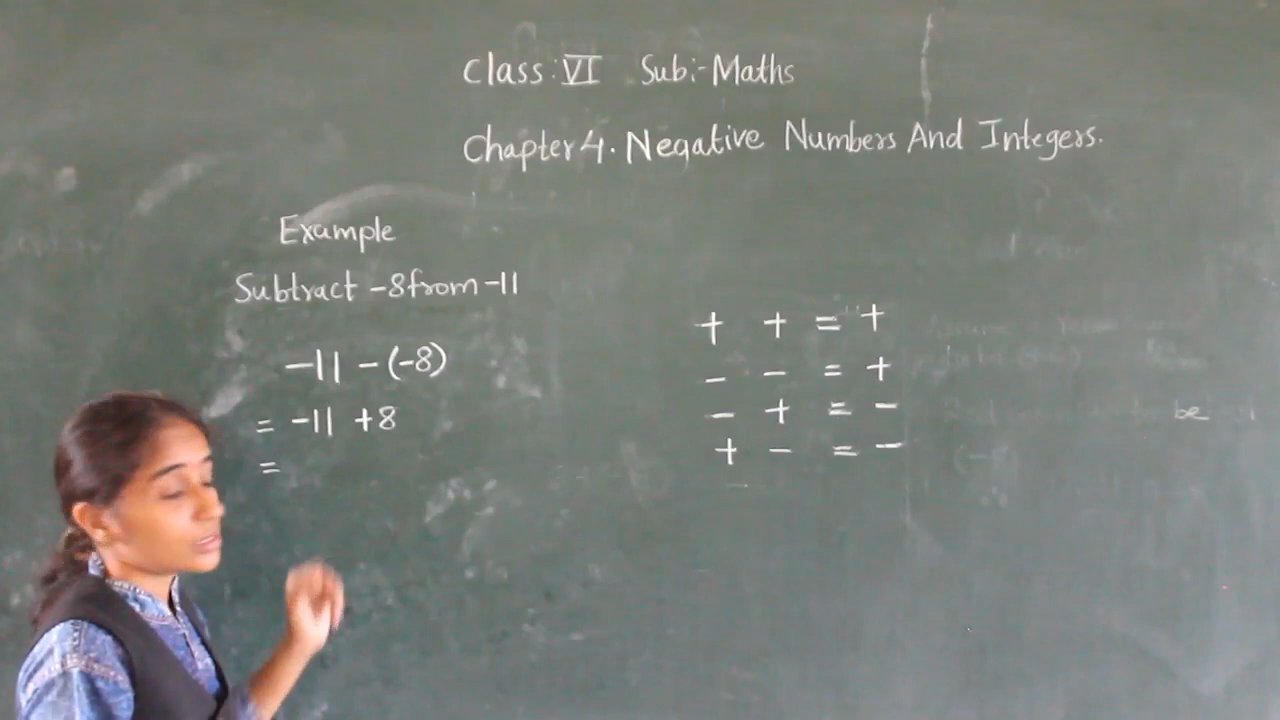 Class:VI Sub:-Maths
Chapter 4. Negative Numbers And Integers.
Example
Subtract -8 from -11
-11 -(-8)
= -11 +8
=
+ + = +
- - = +
- + = -
+ - = -
be